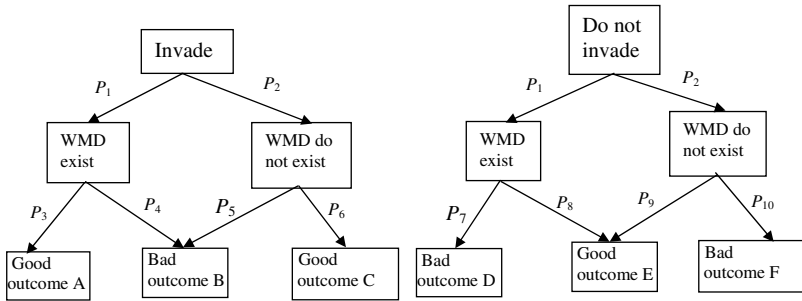 Invade
P1
P2
WMD
exist
WMD do
not exist
P3
P4
P5
P6
Good
outcome A
Bad
outcome B
Good
outcome C
Do not
invade
P1
P2
WMD
exist
WMD do
not exist
P7
P8
P9
P10
Bad
outcome D
Good
outcome E
Bad
outcome F